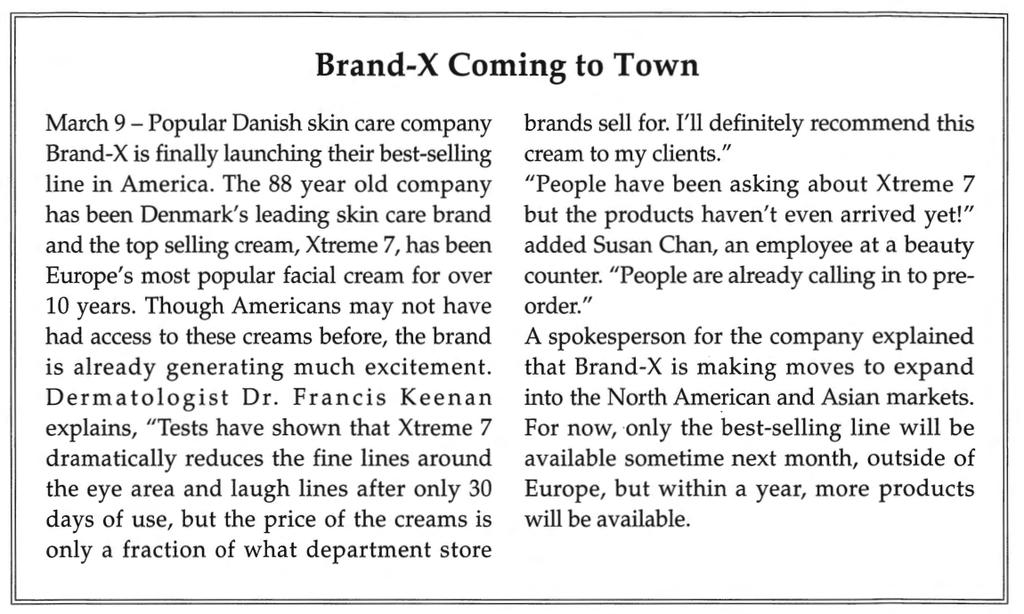 Brand-X Coming to Town
March 9 – Popular Danish skin care company
Brand-X is finally launching their best-selling
line in America. The 88 year old company
has been Denmark's leading skin care brand
and the top selling cream, Xtreme 7, has been
Europe's most popular facial cream for over
10 years. Though Americans may not have
had access to these creams before, the brand
is already generating much excitement.
Dermatologist Dr. Francis Keenan
explains, "Tests have shown that Xtreme 7
dramatically reduces the fine lines around
the eye area and laugh lines after only 30
days of use, but the price of the creams is
only a fraction of what department store
brands sell for. I'll definitely recommend this
cream to my clients."
"People have been asking about Xtreme 7
but the products haven't even arrived yet!"
added Susan Chan, an employee at a beauty
counter. "People are already calling in to pre-
order."
A spokesperson for the company explained
that Brand-X is making moves to expand
into the North American and Asian markets.
For now, only the best-selling line will be
available sometime next month, outside of
Europe, but within a year, more products
will be available.